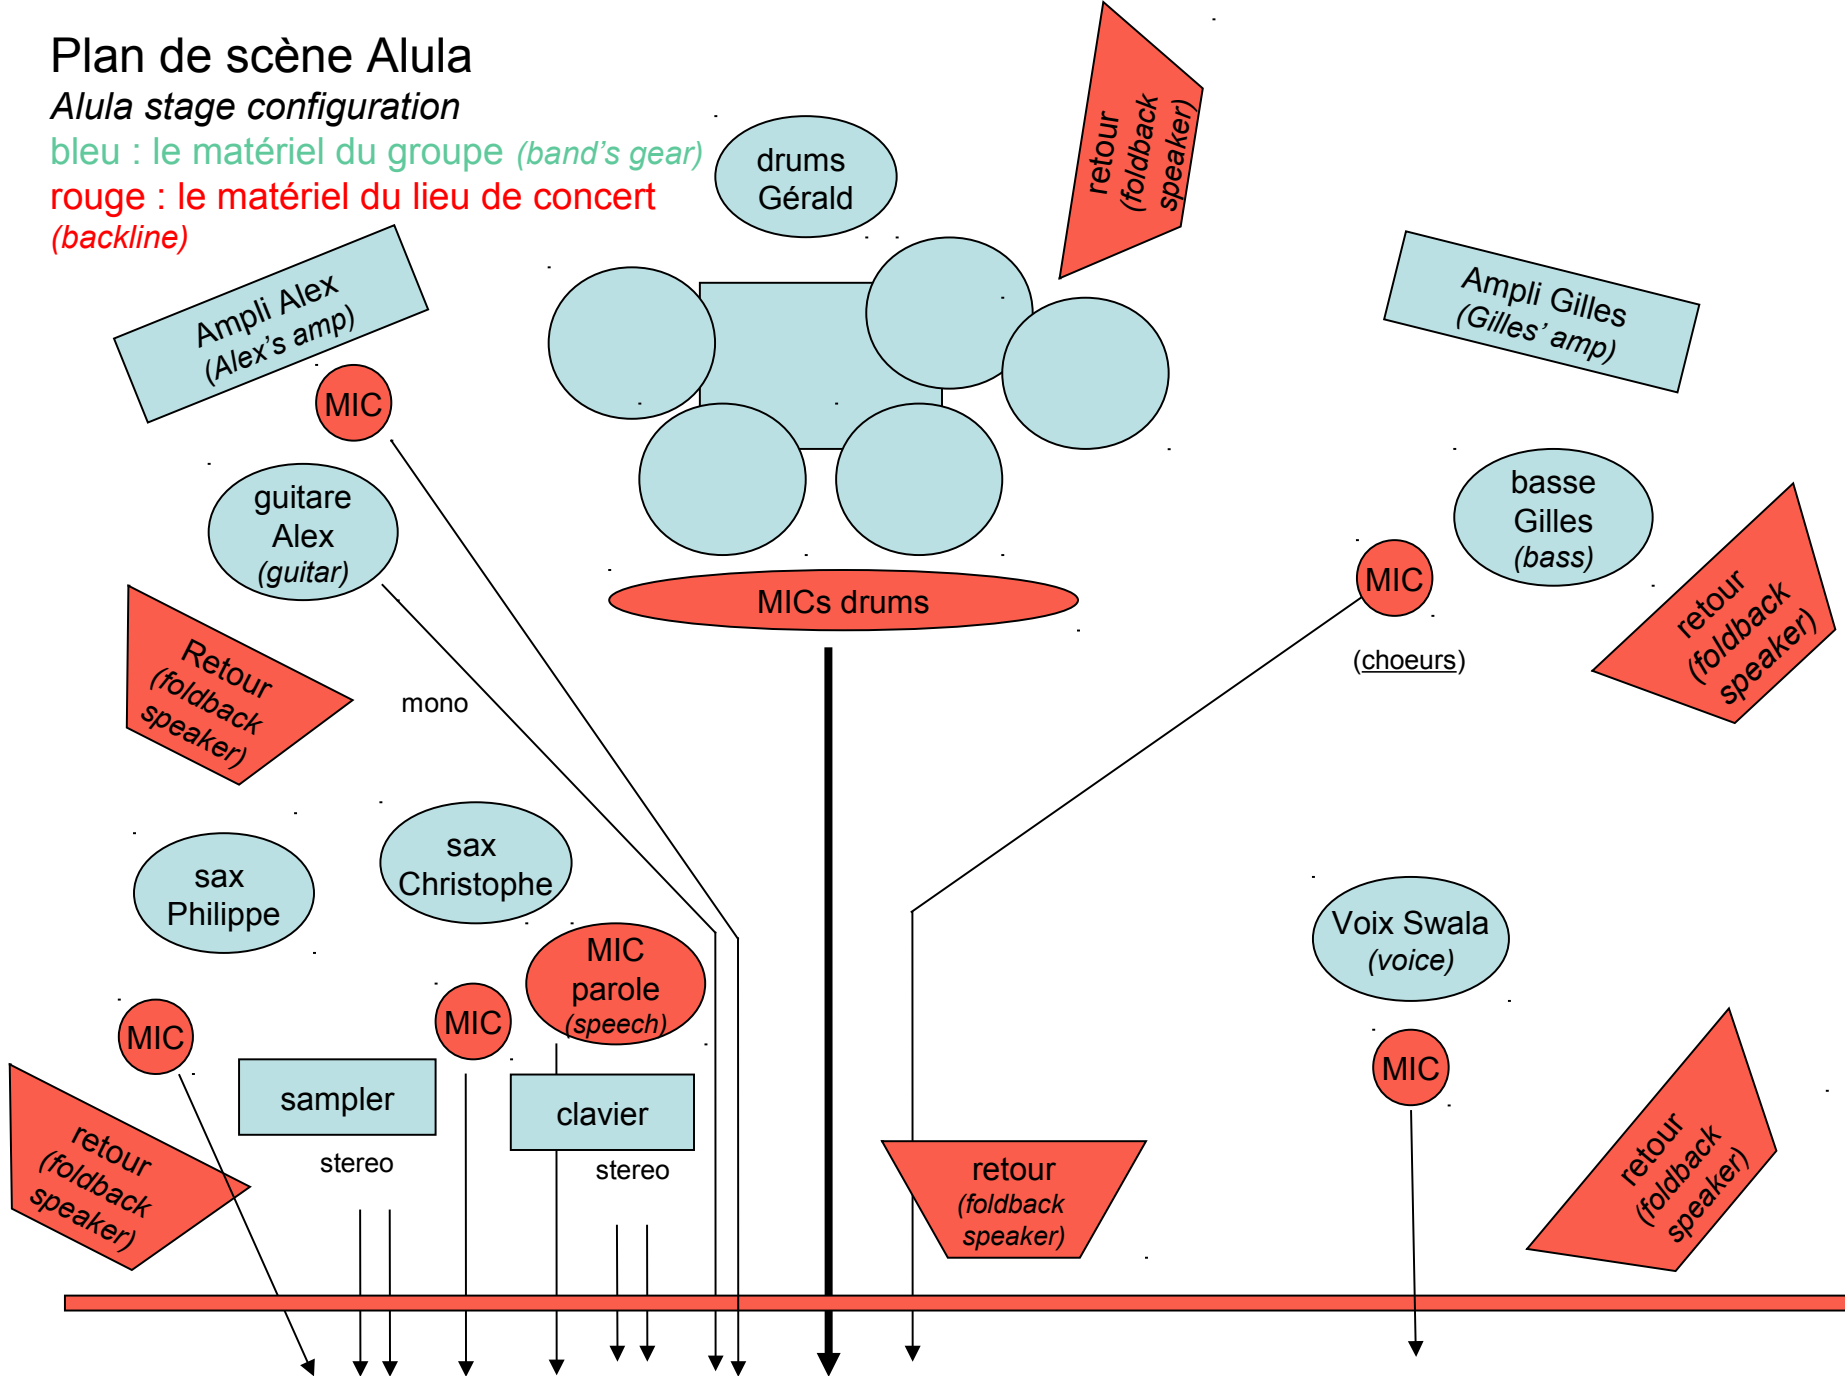 Plan de scène Alula
Alula stage configuration
bleu : le matériel du groupe (band's gear)
rouge : le matériel du lieu de concert
(backline)
drums
Gérald
retour
(foldback
speaker)
Ampli Alex
(Alex's amp)
Ampli Gilles
(Gilles' amp)
MIC
guitare
Alex
(guitar)
basse
Gilles
(bass)
MIC
(choeurs)
MICs drums
retour
(foldback
speaker)
Retour
(foldback
speaker)
mono
sax
Philippe
sax
Christophe
MIC
parole
(speech)
Voix Swala
(voice)
MIC
MIC
MIC
sampler
stereo
clavier
stereo
retour
(foldback
speaker)
retour
(foldback
speaker)
retour
(foldback
speaker)